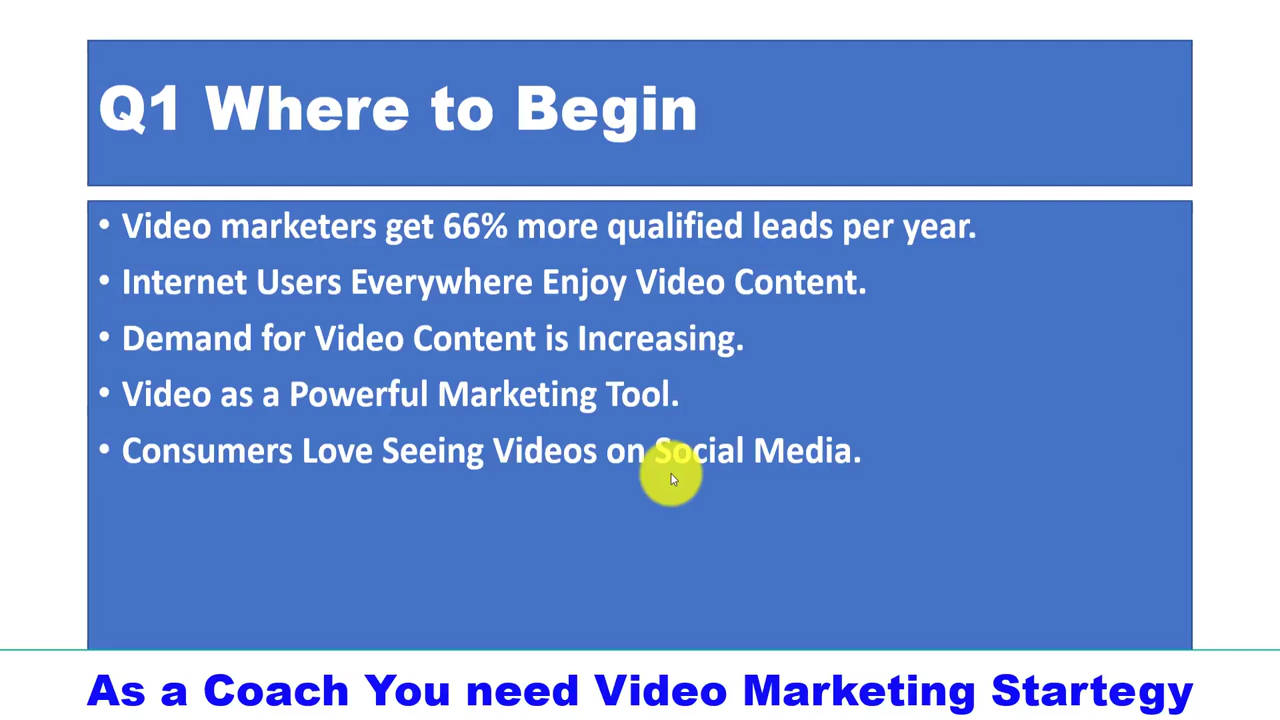 Q1 Where to Begin
• Video marketers get 66% more qualified leads per year.
• Internet Users Everywhere Enjoy Video Content.
• Demand for Video Content is Increasing.
• Video as a Powerful Marketing Tool.
• Consumers Love Seeing Videos on Social Media.
As a Coach You need Video Marketing Startegy